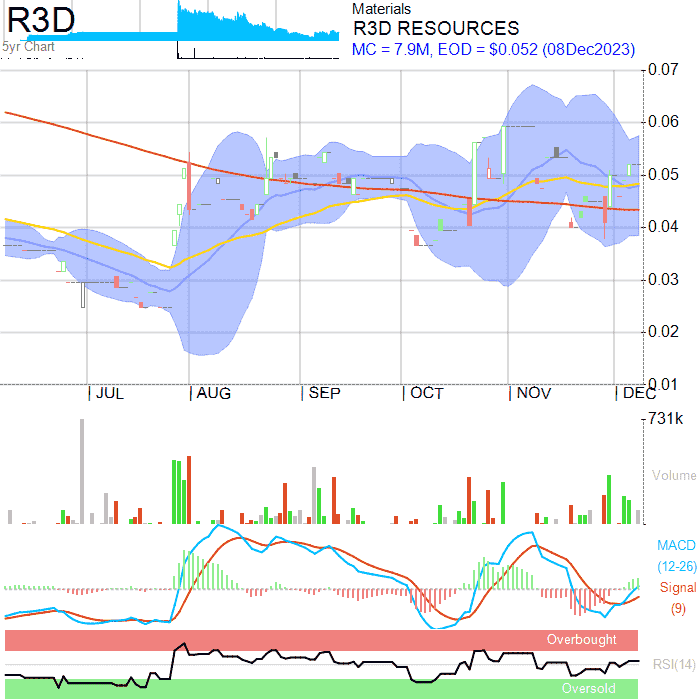 R3D
5yr Chart
Materials
R3D RESOURCES
MC = 7.9M, EOD = $0.052 (08Dec2023)
0.07
0.06
0.05
0.04
0.03
0.02
0.01
JUL AUG SEP OCT NOV DEC
731k
Volume
MACD
(12-26)
Signal
(9)
Overbought
RSI(14)
Oversold